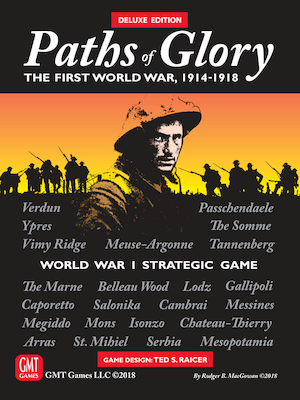 DELUXE EDITION
Paths of Glory
THE FIRST WORLD WAR, 1914-1918
Verdun Passchendaele
Ypres The Somme
Vimy Ridge Meuse-Argonne Tannenberg
WORLD WAR I STRATEGIC GAME
The Marne Belleau Wood Lodz Gallipoli
Caporetto Salonika Cambrai Messines
Megiddo Mons Isonzo Chateau-Thierry
Arras St. Mihiel Serbia Mesopotamia
GAME DESIGN: TED S. RAICER
GMT GAMES
GMT Games LLC ©2018
By Rodger B. MacGowan ©2018